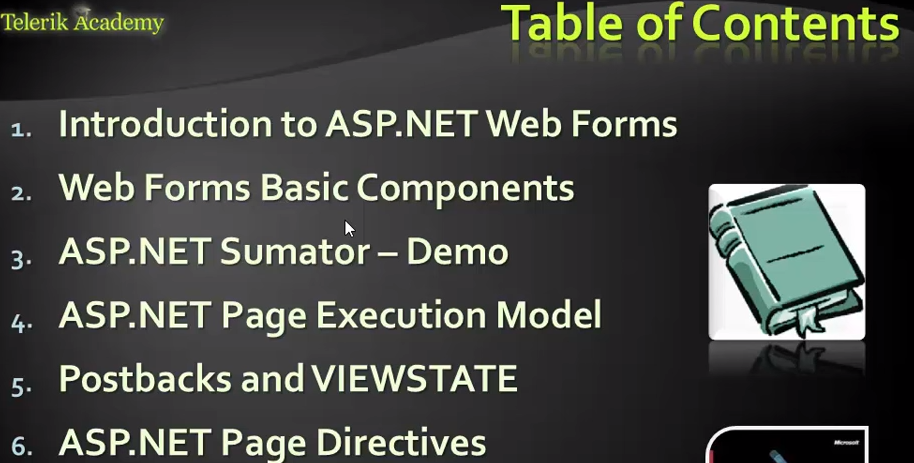 Telerik Academy
Table of Contents
1. Introduction to ASP.NET Web Forms
2. Web Forms Basic Components
3. ASP.NET Sumator – Demo
4. ASP.NET Page Execution Model
5. Postbacks and VIEWSTATE
6. ASP.NET Page Directives
Microsoft